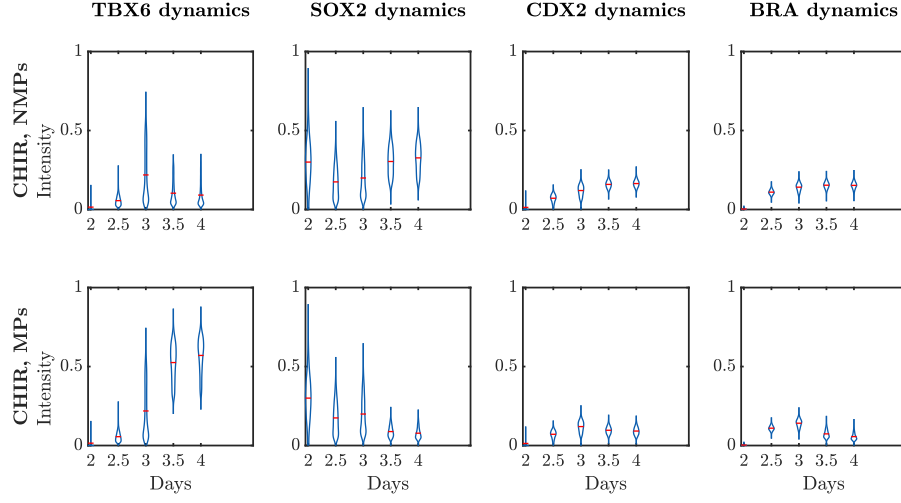 TBX6 dynamics SOX2 dynamics CDX2 dynamics BRA dynamics
CHIR, NMPs
Intensity
1 1 1 1
0.5 0.5 0.5 0.5
0 0 0 0
2 2.5 3 3.5 4 2 2.5 3 3.5 4 2 2.5 3 3.5 4 2 2.5 3 3.5 4
CHIR, MPs
Intensity
1 1 1 1
0.5 0.5 0.5 0.5
0 0 0 0
2 2.5 3 3.5 4 2 2.5 3 3.5 4 2 2.5 3 3.5 4 2 2.5 3 3.5 4
Days Days Days Days